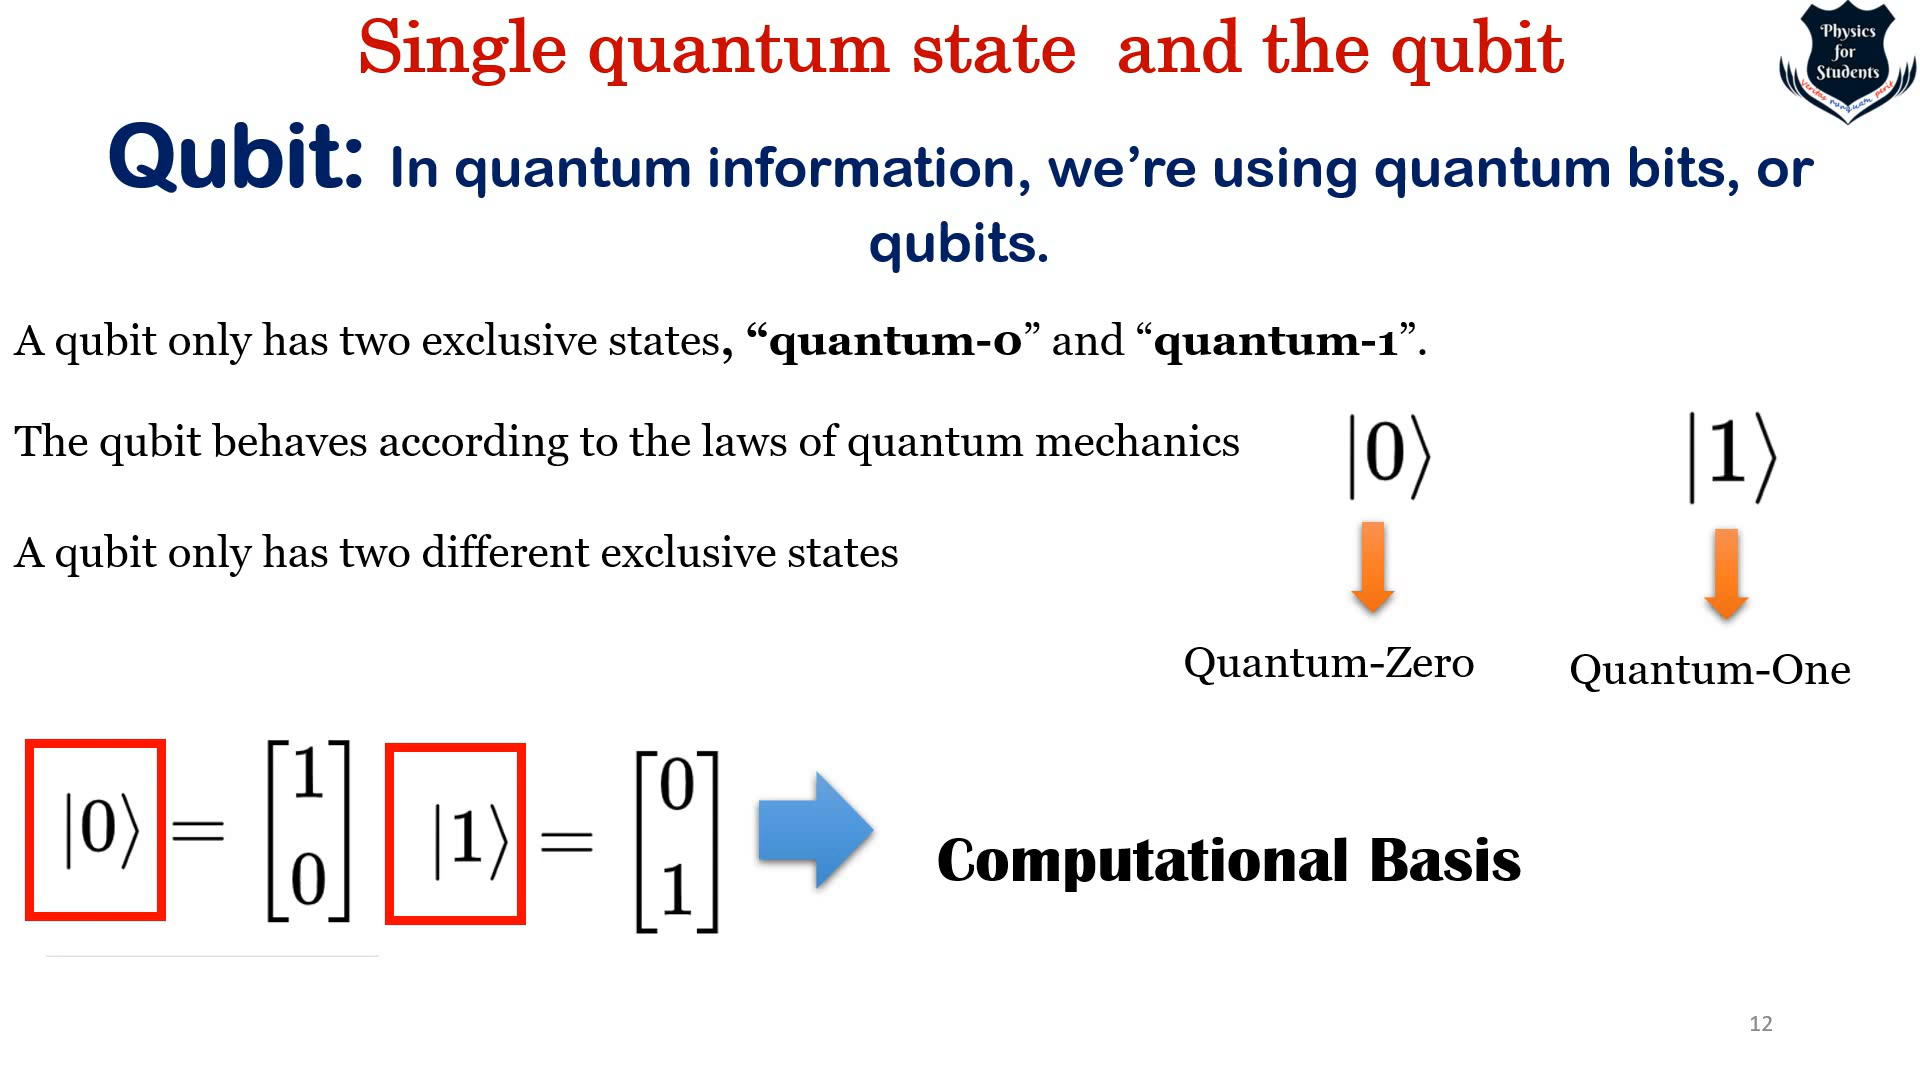 Single quantum state and the qubit
Physics
for
Students
veritas nunquam perit
Qubit: In quantum information, we’re using quantum bits, or
qubits.
A qubit only has two exclusive states, “quantum-0” and “quantum-1”.
The qubit behaves according to the laws of quantum mechanics
|0⟩ |1⟩
A qubit only has two different exclusive states
Quantum-Zero Quantum-One
|0⟩ = [1 0] |1⟩ = [0 1]
Computational Basis
12